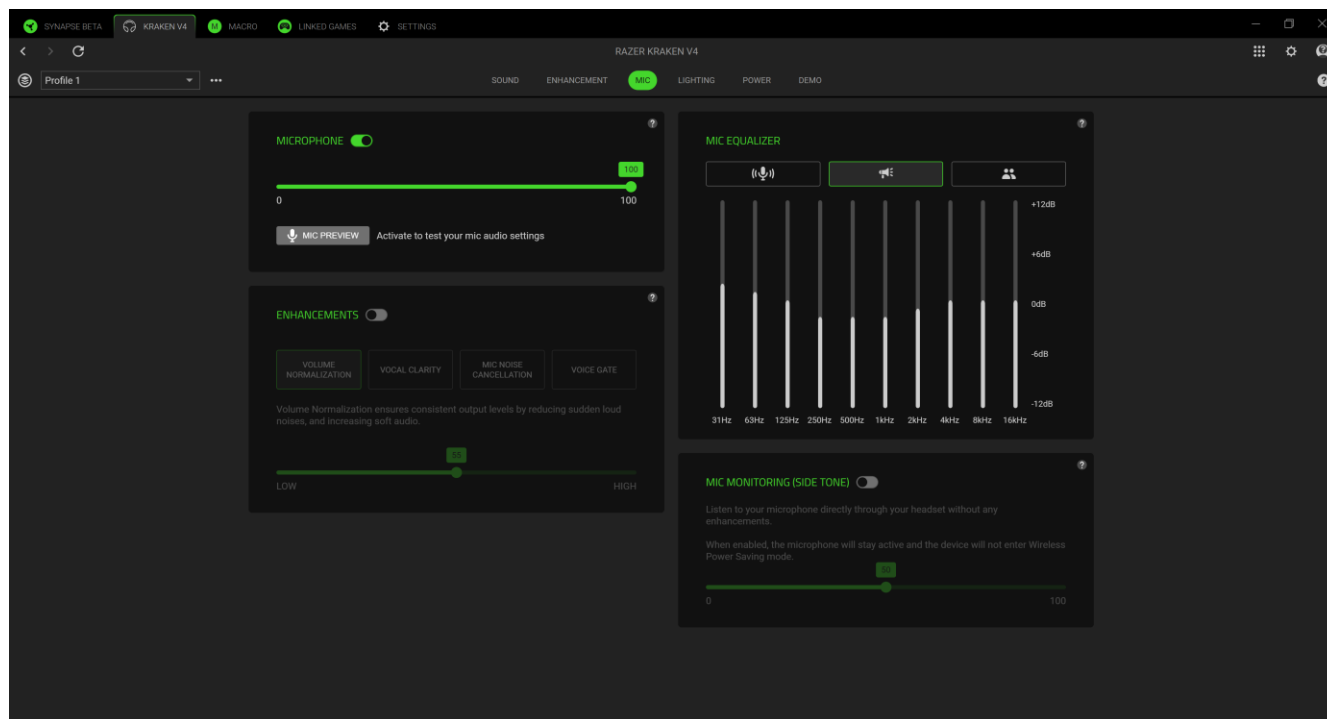 SYNAPSE BETA KRAKEN V4 M MACRO LINKED GAMES SETTINGS
RAZER KRAKEN V4
Profile 1 SOUND ENHANCEMENT MIC LIGHTING POWER DEMO
MICROPHONE
100
0 100
MIC PREVIEW Activate to test your mic audio settings
ENHANCEMENTS
VOLUME NORMALIZATION
VOCAL CLARITY
MIC NOISE CANCELLATION
VOICE GATE
Volume Normalization ensures consistent output levels by reducing sudden loud
noises, and increasing soft audio.
55
LOW HIGH
MIC EQUALIZER
+12dB
+6dB
0dB
-6dB
-12dB
31Hz 63Hz 125Hz 250Hz 500Hz 1kHz 2kHz 4kHz 8kHz 16kHz
MIC MONITORING (SIDE TONE)
Listen to your microphone directly through your headset without any
enhancements.
When enabled, the microphone will stay active and the device will not enter Wireless
Power Saving mode.
50
0 100